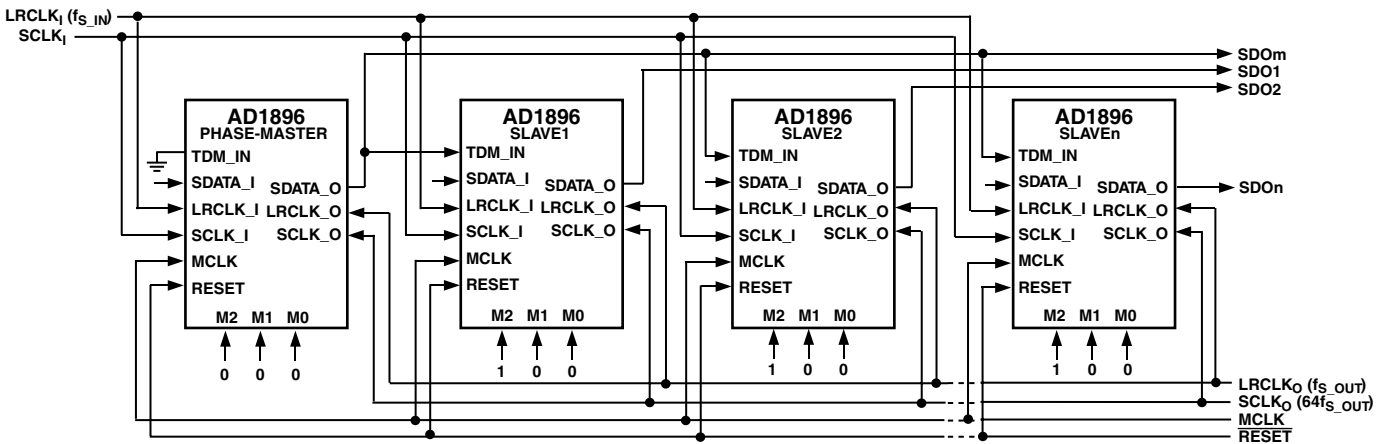 LRCLKI (fS_IN)
SCLKI
SDOm
SDO1
SDO2
AD1896
PHASE-MASTER
TDM_IN
SDATA_I
SDATA_O
LRCLK_I
LRCLK_O
SCLK_I
SCLK_O
MCLK
RESET
M2 M1 M0
0 0 0
AD1896
SLAVE1
TDM_IN
SDATA_I
SDATA_O
LRCLK_I
LRCLK_O
SCLK_I
SCLK_O
MCLK
RESET
M2 M1 M0
1 0 0
AD1896
SLAVE2
TDM_IN
SDATA_I
SDATA_O
LRCLK_I
LRCLK_O
SCLK_I
SCLK_O
MCLK
RESET
M2 M1 M0
1 0 0
AD1896
SLAVEn
TDM_IN
SDATA_I
SDATA_O
LRCLK_I
LRCLK_O
SCLK_I
SCLK_O
MCLK
RESET
M2 M1 M0
1 0 0
SDOn
LRCLKO (fS_OUT)
SCLKO (64fS_OUT)
MCLK
RESET